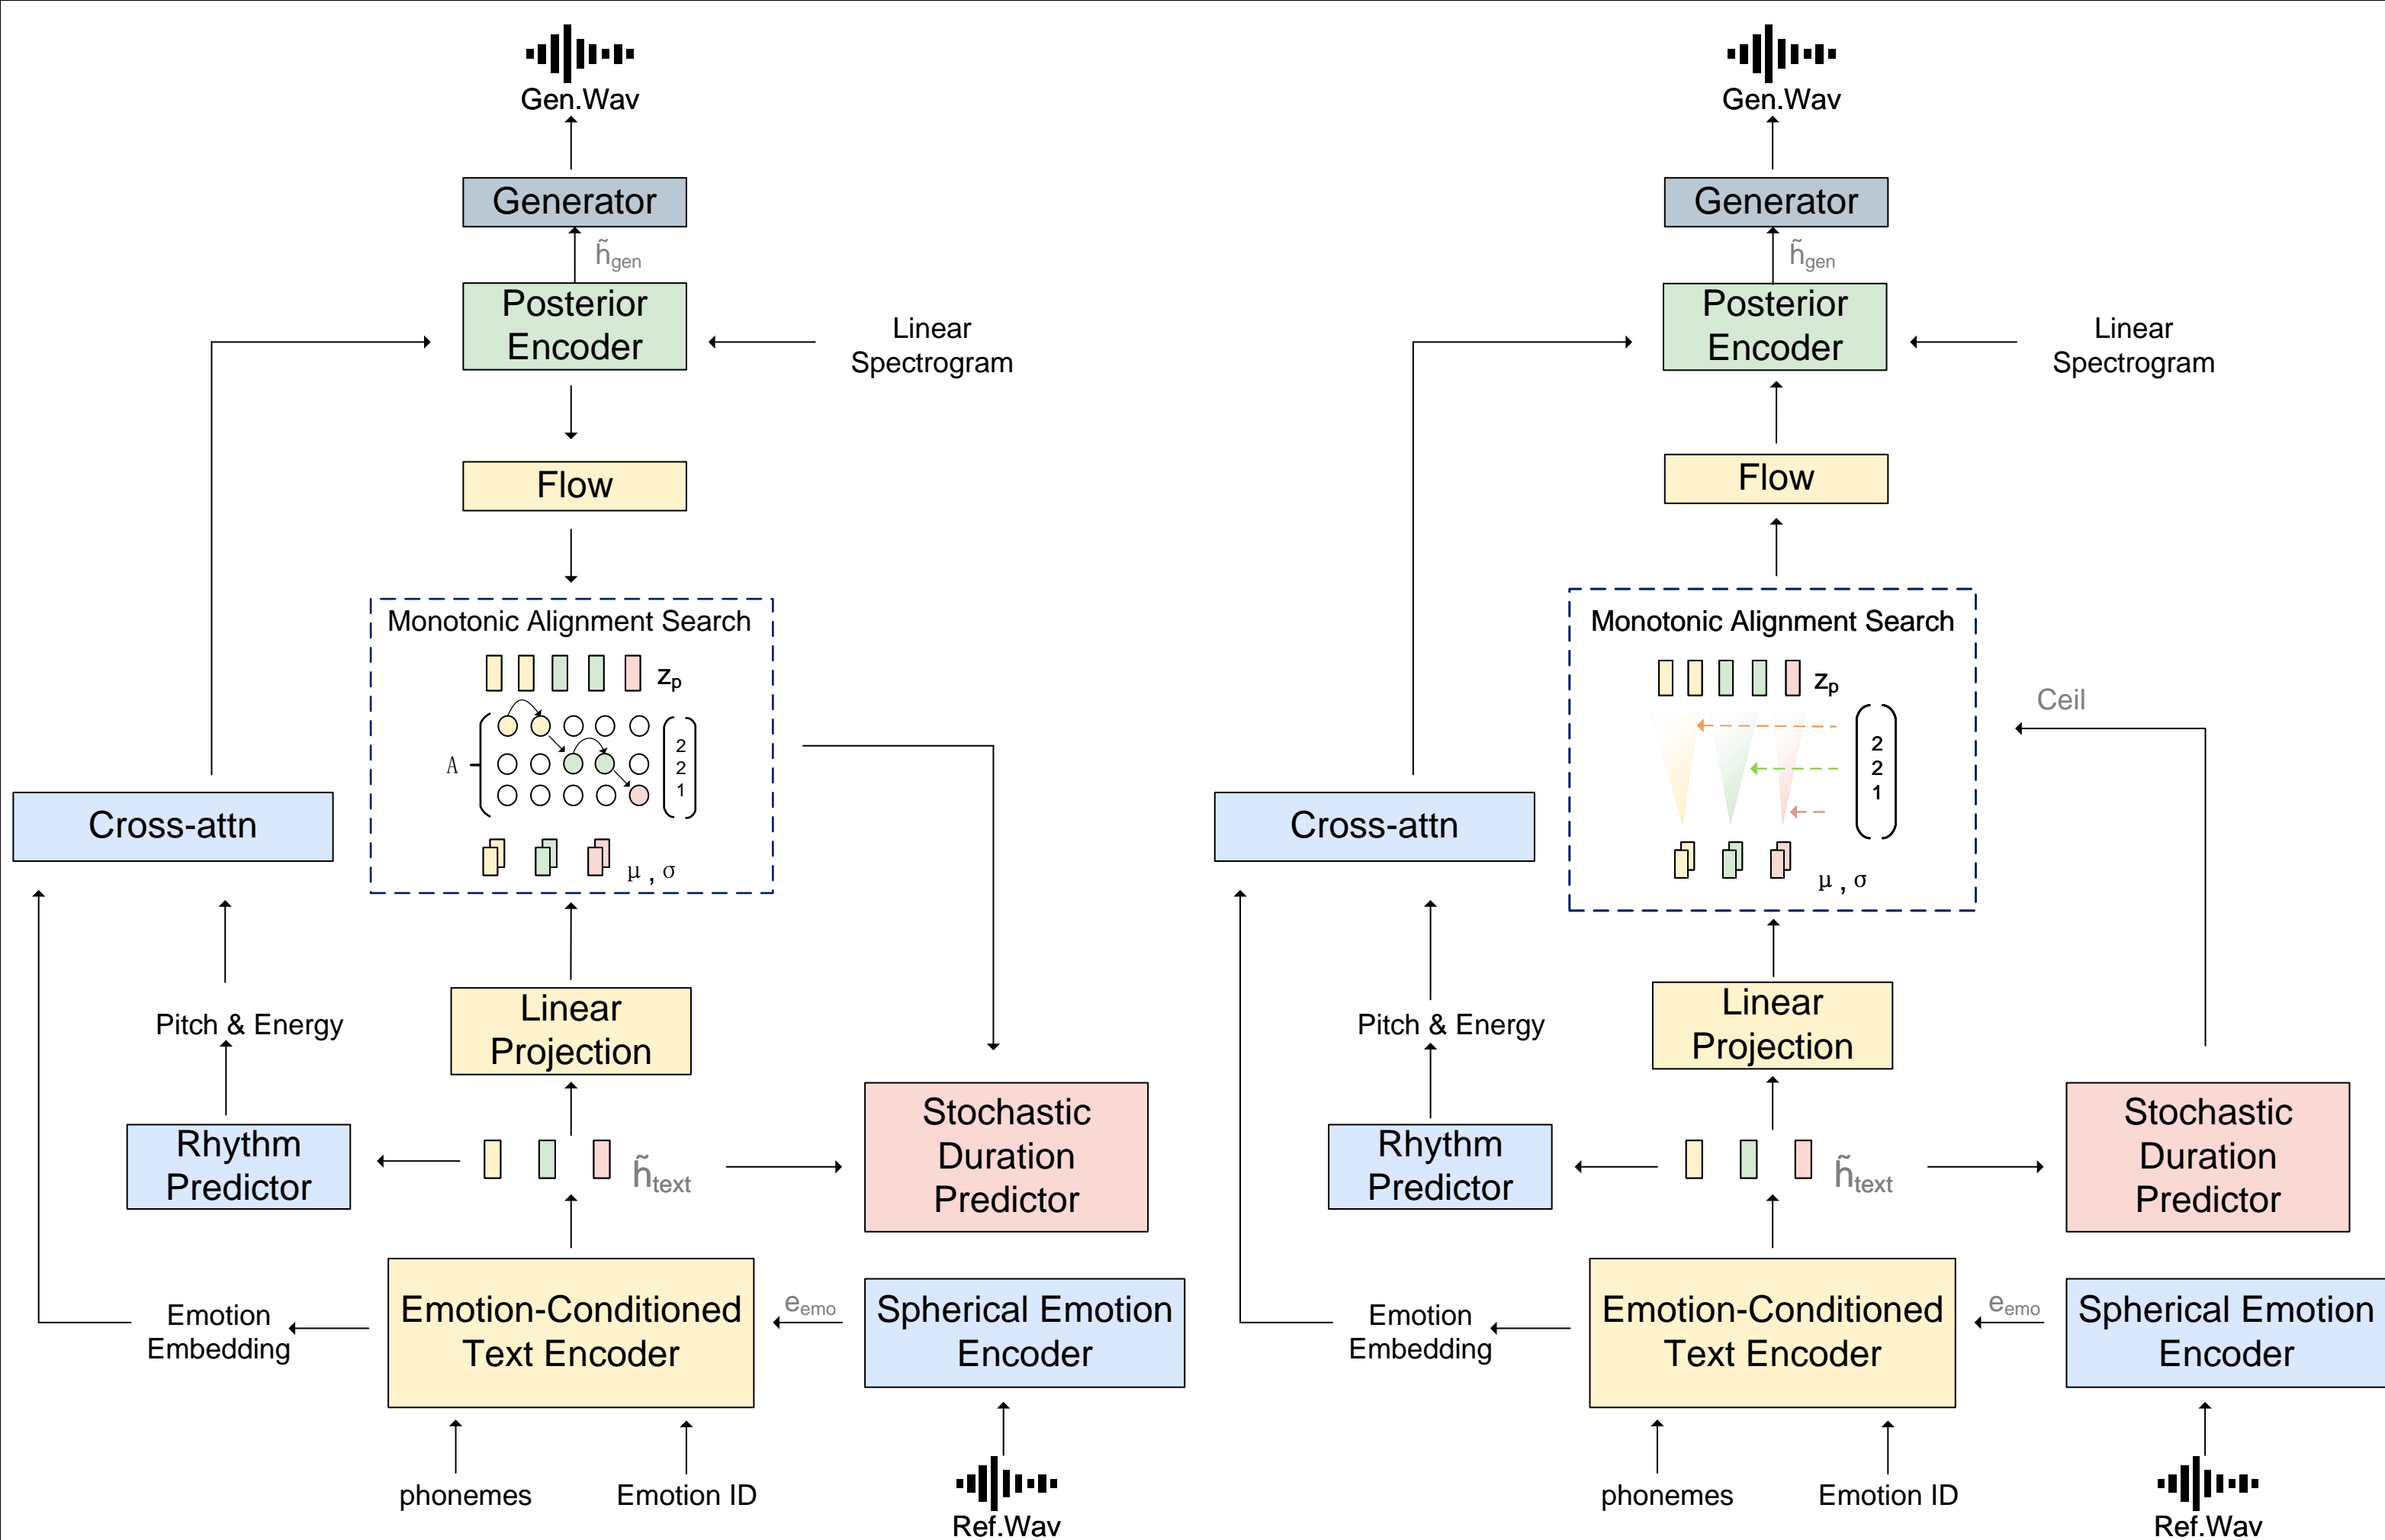 Gen.Wav
Generator
h̃gen
Posterior
Encoder
Linear
Spectrogram
Flow
Monotonic Alignment Search
zp
A
2
2
1
μ , σ
Cross-attn
Pitch & Energy
Linear
Projection
Rhythm
Predictor
h̃text
Stochastic
Duration
Predictor
Emotion
Embedding
Emotion-Conditioned
Text Encoder
eemo
Spherical Emotion
Encoder
phonemes
Emotion ID
Ref.Wav
Gen.Wav
Generator
h̃gen
Posterior
Encoder
Linear
Spectrogram
Flow
Monotonic Alignment Search
zp
Ceil
2
2
1
μ , σ
Cross-attn
Pitch & Energy
Linear
Projection
Rhythm
Predictor
h̃text
Stochastic
Duration
Predictor
Emotion
Embedding
Emotion-Conditioned
Text Encoder
eemo
Spherical Emotion
Encoder
phonemes
Emotion ID
Ref.Wav